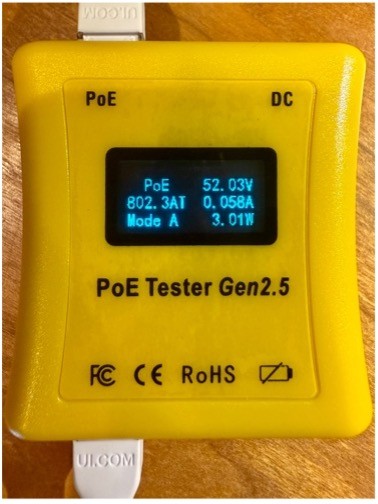 UI.COM
PoE DC
PoE 52.03V
802.3AT 0.058A
Mode A 3.01W
PoE Tester Gen2.5
FC CE RoHS
UI.COM